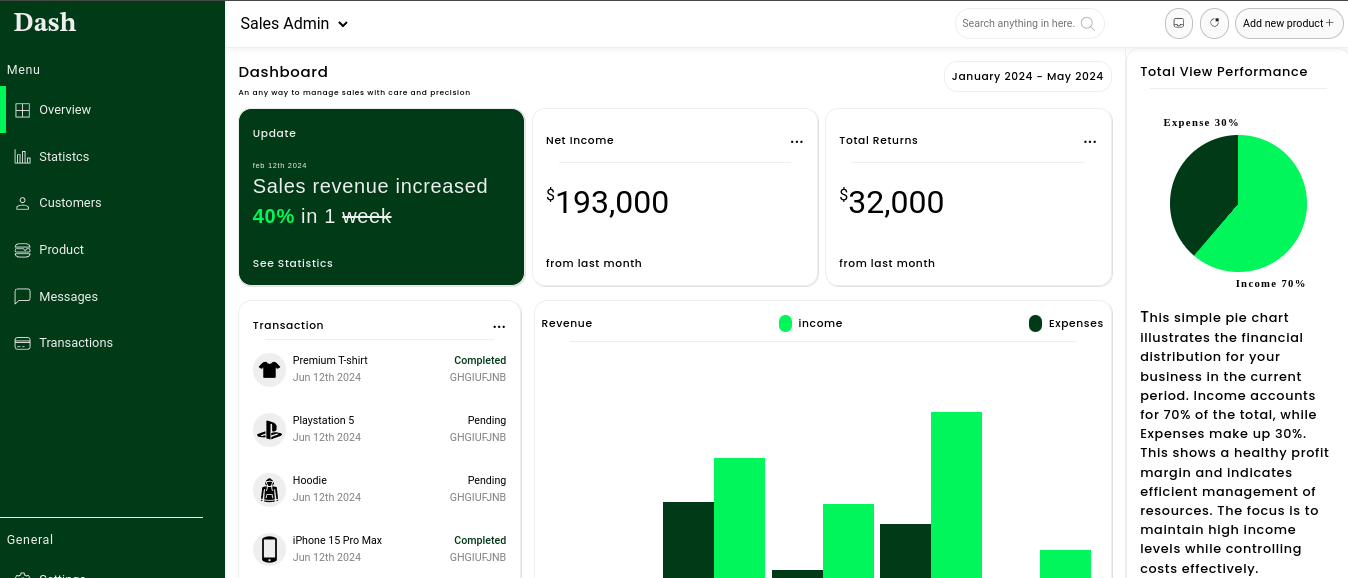 Dash
Menu
Overview
Statistcs
Customers
Product
Messages
Transactions
General
Sales Admin
Search anything in here.
Add new product+
Dashboard
An any way to manage sales with care and precision
January 2024 - May 2024
Update
feb 12th 2024
Sales revenue increased
40% in 1 week
See Statistics
Net Income
...
$193,000
from last month
Total Returns
...
$32,000
from last month
Transaction
...
Premium T-shirt Completed
Jun 12th 2024 GHGIUFJNB
Playstation 5 Pending
Jun 12th 2024 GHGIUFJNB
Hoodie Pending
Jun 12th 2024 GHGIUFJNB
iPhone 15 Pro Max Completed
Jun 12th 2024 GHGIUFJNB
Revenue income Expenses
Total View Performance
Expense 30%
Income 70%
This simple pie chart
illustrates the financial
distribution for your
business in the current
period. Income accounts
for 70% of the total, while
Expenses make up 30%.
This shows a healthy profit
margin and indicates
efficient management of
resources. The focus is to
maintain high income
levels while controlling
costs effectively.